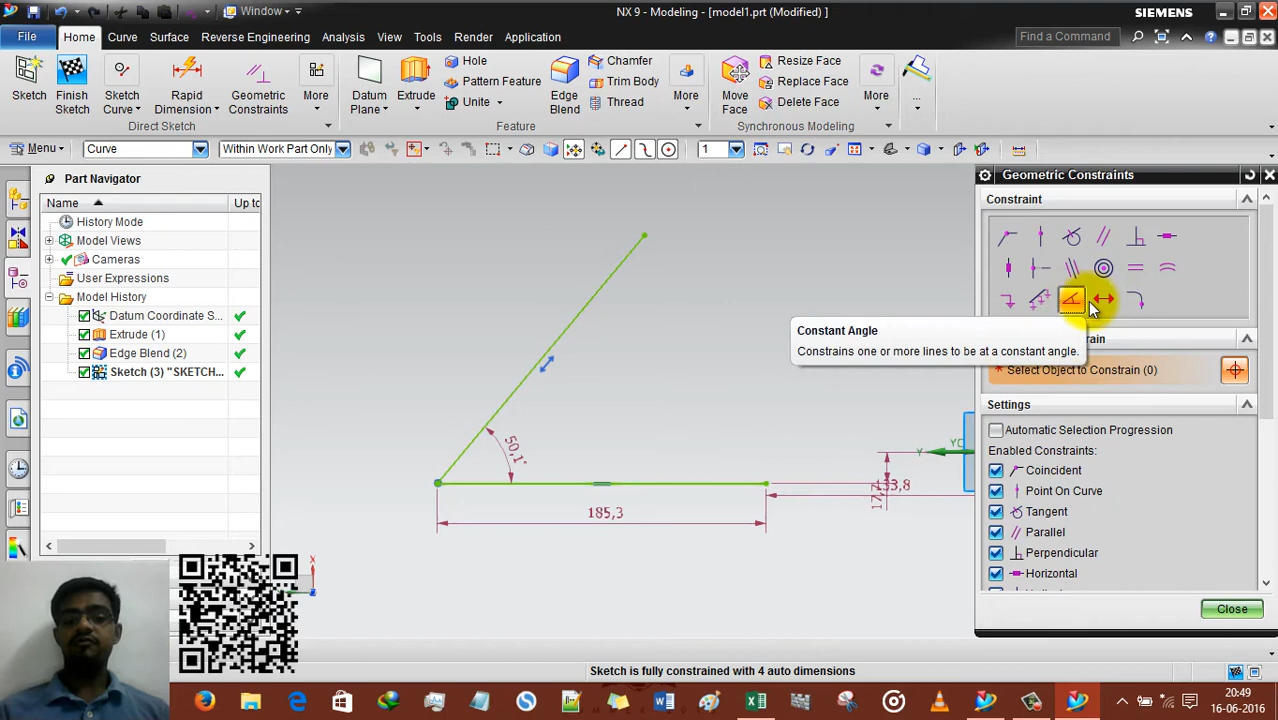 Window
NX 9 - Modeling - [model1.prt (Modified) ]
SIEMENS
File
Home
Curve
Surface
Reverse Engineering
Analysis
View
Tools
Render
Application
Find a Command
Sketch
Finish
Sketch
Sketch
Curve
Rapid
Dimension
Geometric
Constraints
More
Direct Sketch
Datum
Plane
Extrude
Hole
Pattern Feature
Unite
Edge
Blend
Chamfer
Trim Body
Thread
More
Feature
Move
Face
Resize Face
Replace Face
Delete Face
More
Synchronous Modeling
...
Menu
Curve
Within Work Part Only
1
Part Navigator
Name
Up to
History Mode
Model Views
Cameras
User Expressions
Model History
Datum Coordinate S...
Extrude (1)
Edge Blend (2)
Sketch (3) "SKETCH...
50,1°
185,3
33,8
YC
Y
X
Geometric Constraints
Constraint
Constant Angle
Constrains one or more lines to be at a constant angle.
Select Object to Constrain (0)
Settings
Automatic Selection Progression
Enabled Constraints:
Coincident
Point On Curve
Tangent
Parallel
Perpendicular
Horizontal
Close
Sketch is fully constrained with 4 auto dimensions
20:49
16-06-2016